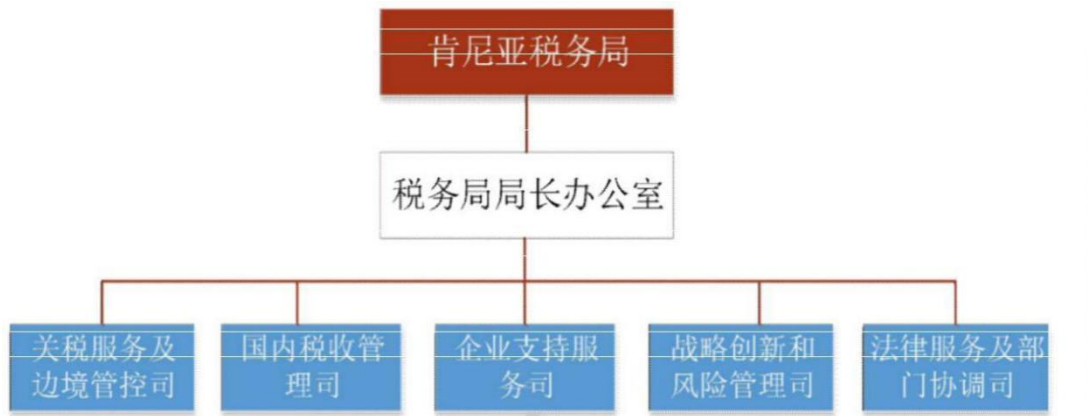 肯尼亚税务局
税务局局长办公室
关税服务及
边境管控司
国内税收管
理司
企业支持服
务司
战略创新和
风险管理司
法律服务及部
门协调司